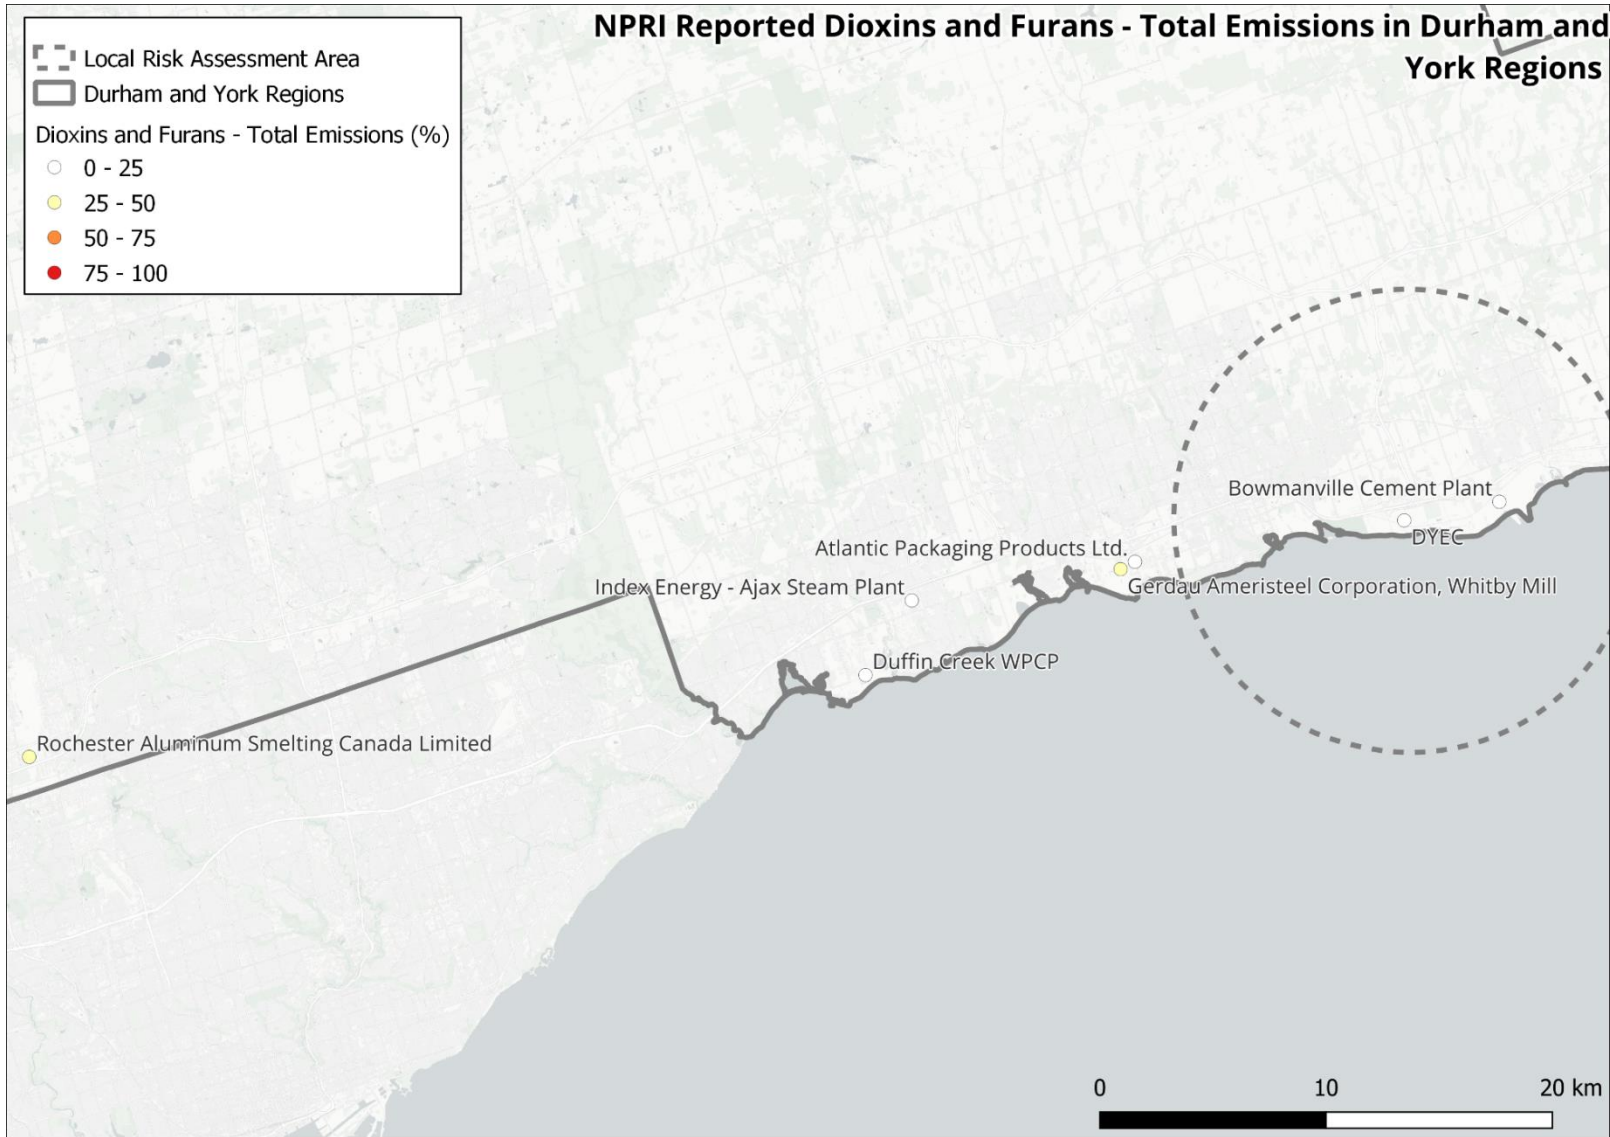 NPRI Reported Dioxins and Furans - Total Emissions in Durham and
York Regions
Local Risk Assessment Area
Durham and York Regions
Dioxins and Furans - Total Emissions (%)
0 - 25
25 - 50
50 - 75
75 - 100
Bowmanville Cement Plant
DYEC
Atlantic Packaging Products Ltd.
Gerdau Ameristeel Corporation, Whitby Mill
Index Energy - Ajax Steam Plant
Duffin Creek WPCP
Rochester Aluminum Smelting Canada Limited
0 10 20 km